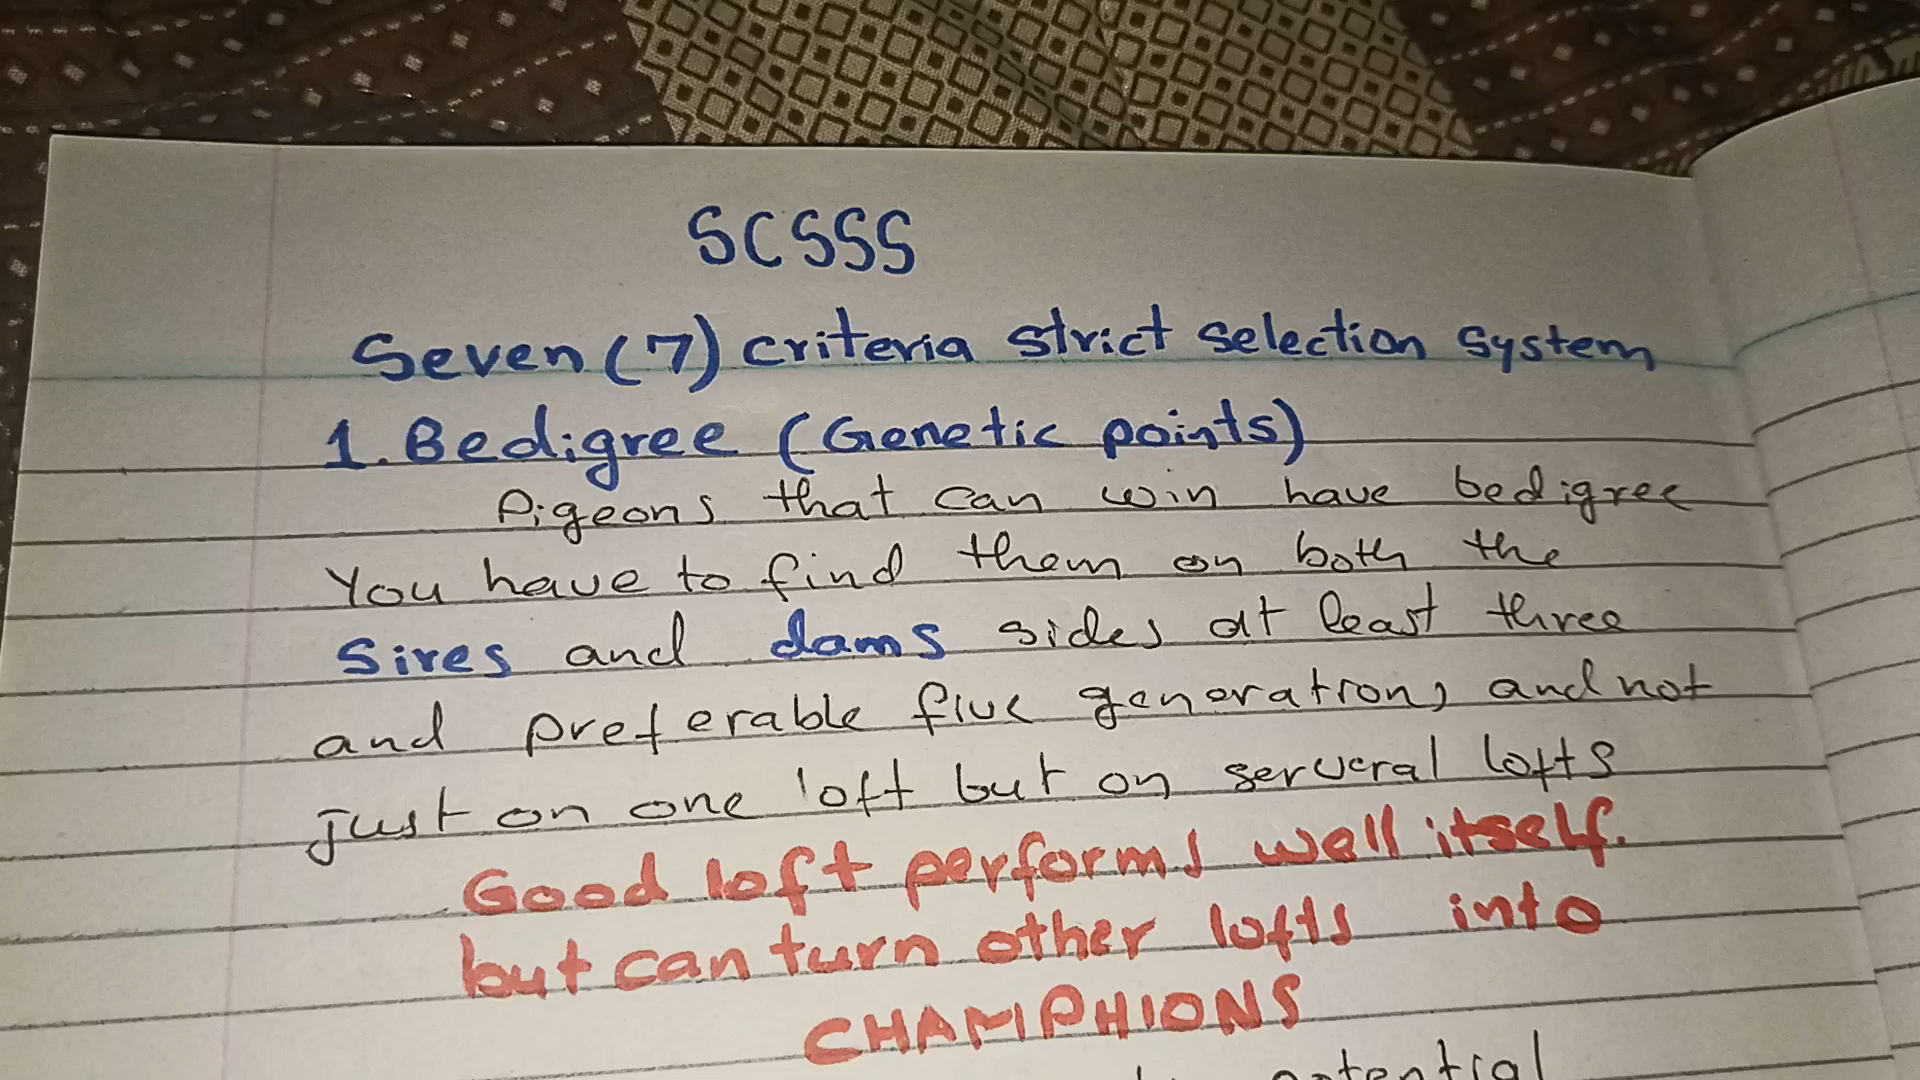 SCSSS
Seven (7) criteria strict selection system
1. Bedigree (Genetic points)
Pigeons that can win have bedigree
You have to find them on both the
Sires and dams sides at least three
and preferable five generation, and not
just on one loft but on serveral lofts
Good loft performs well itself.
but can turn other lofts into
CHAMPHIONS
potential